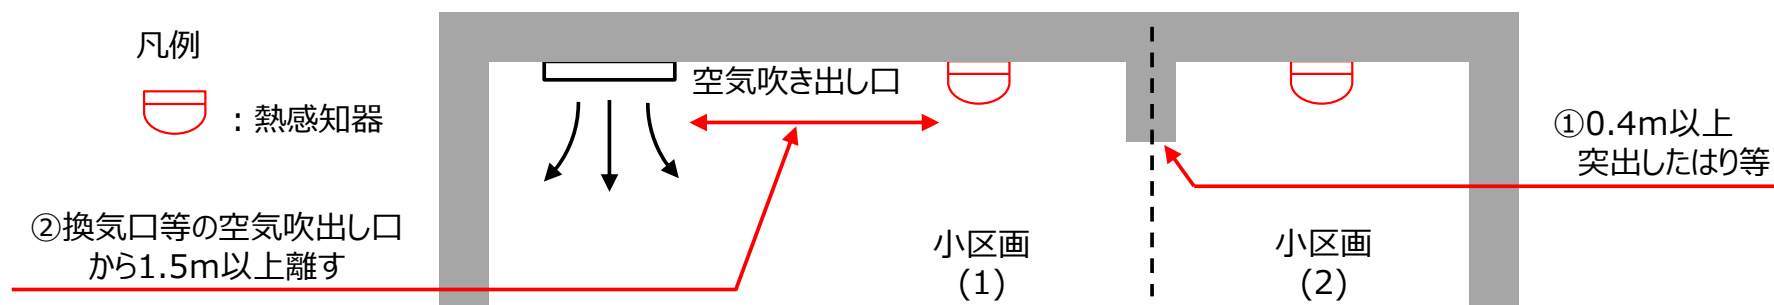 凡例
：熱感知器
空気吹き出し口
①0.4m以上
突出したはり等
②換気口等の空気吹出し口
から1.5m以上離す
小区画
(1)
小区画
(2)